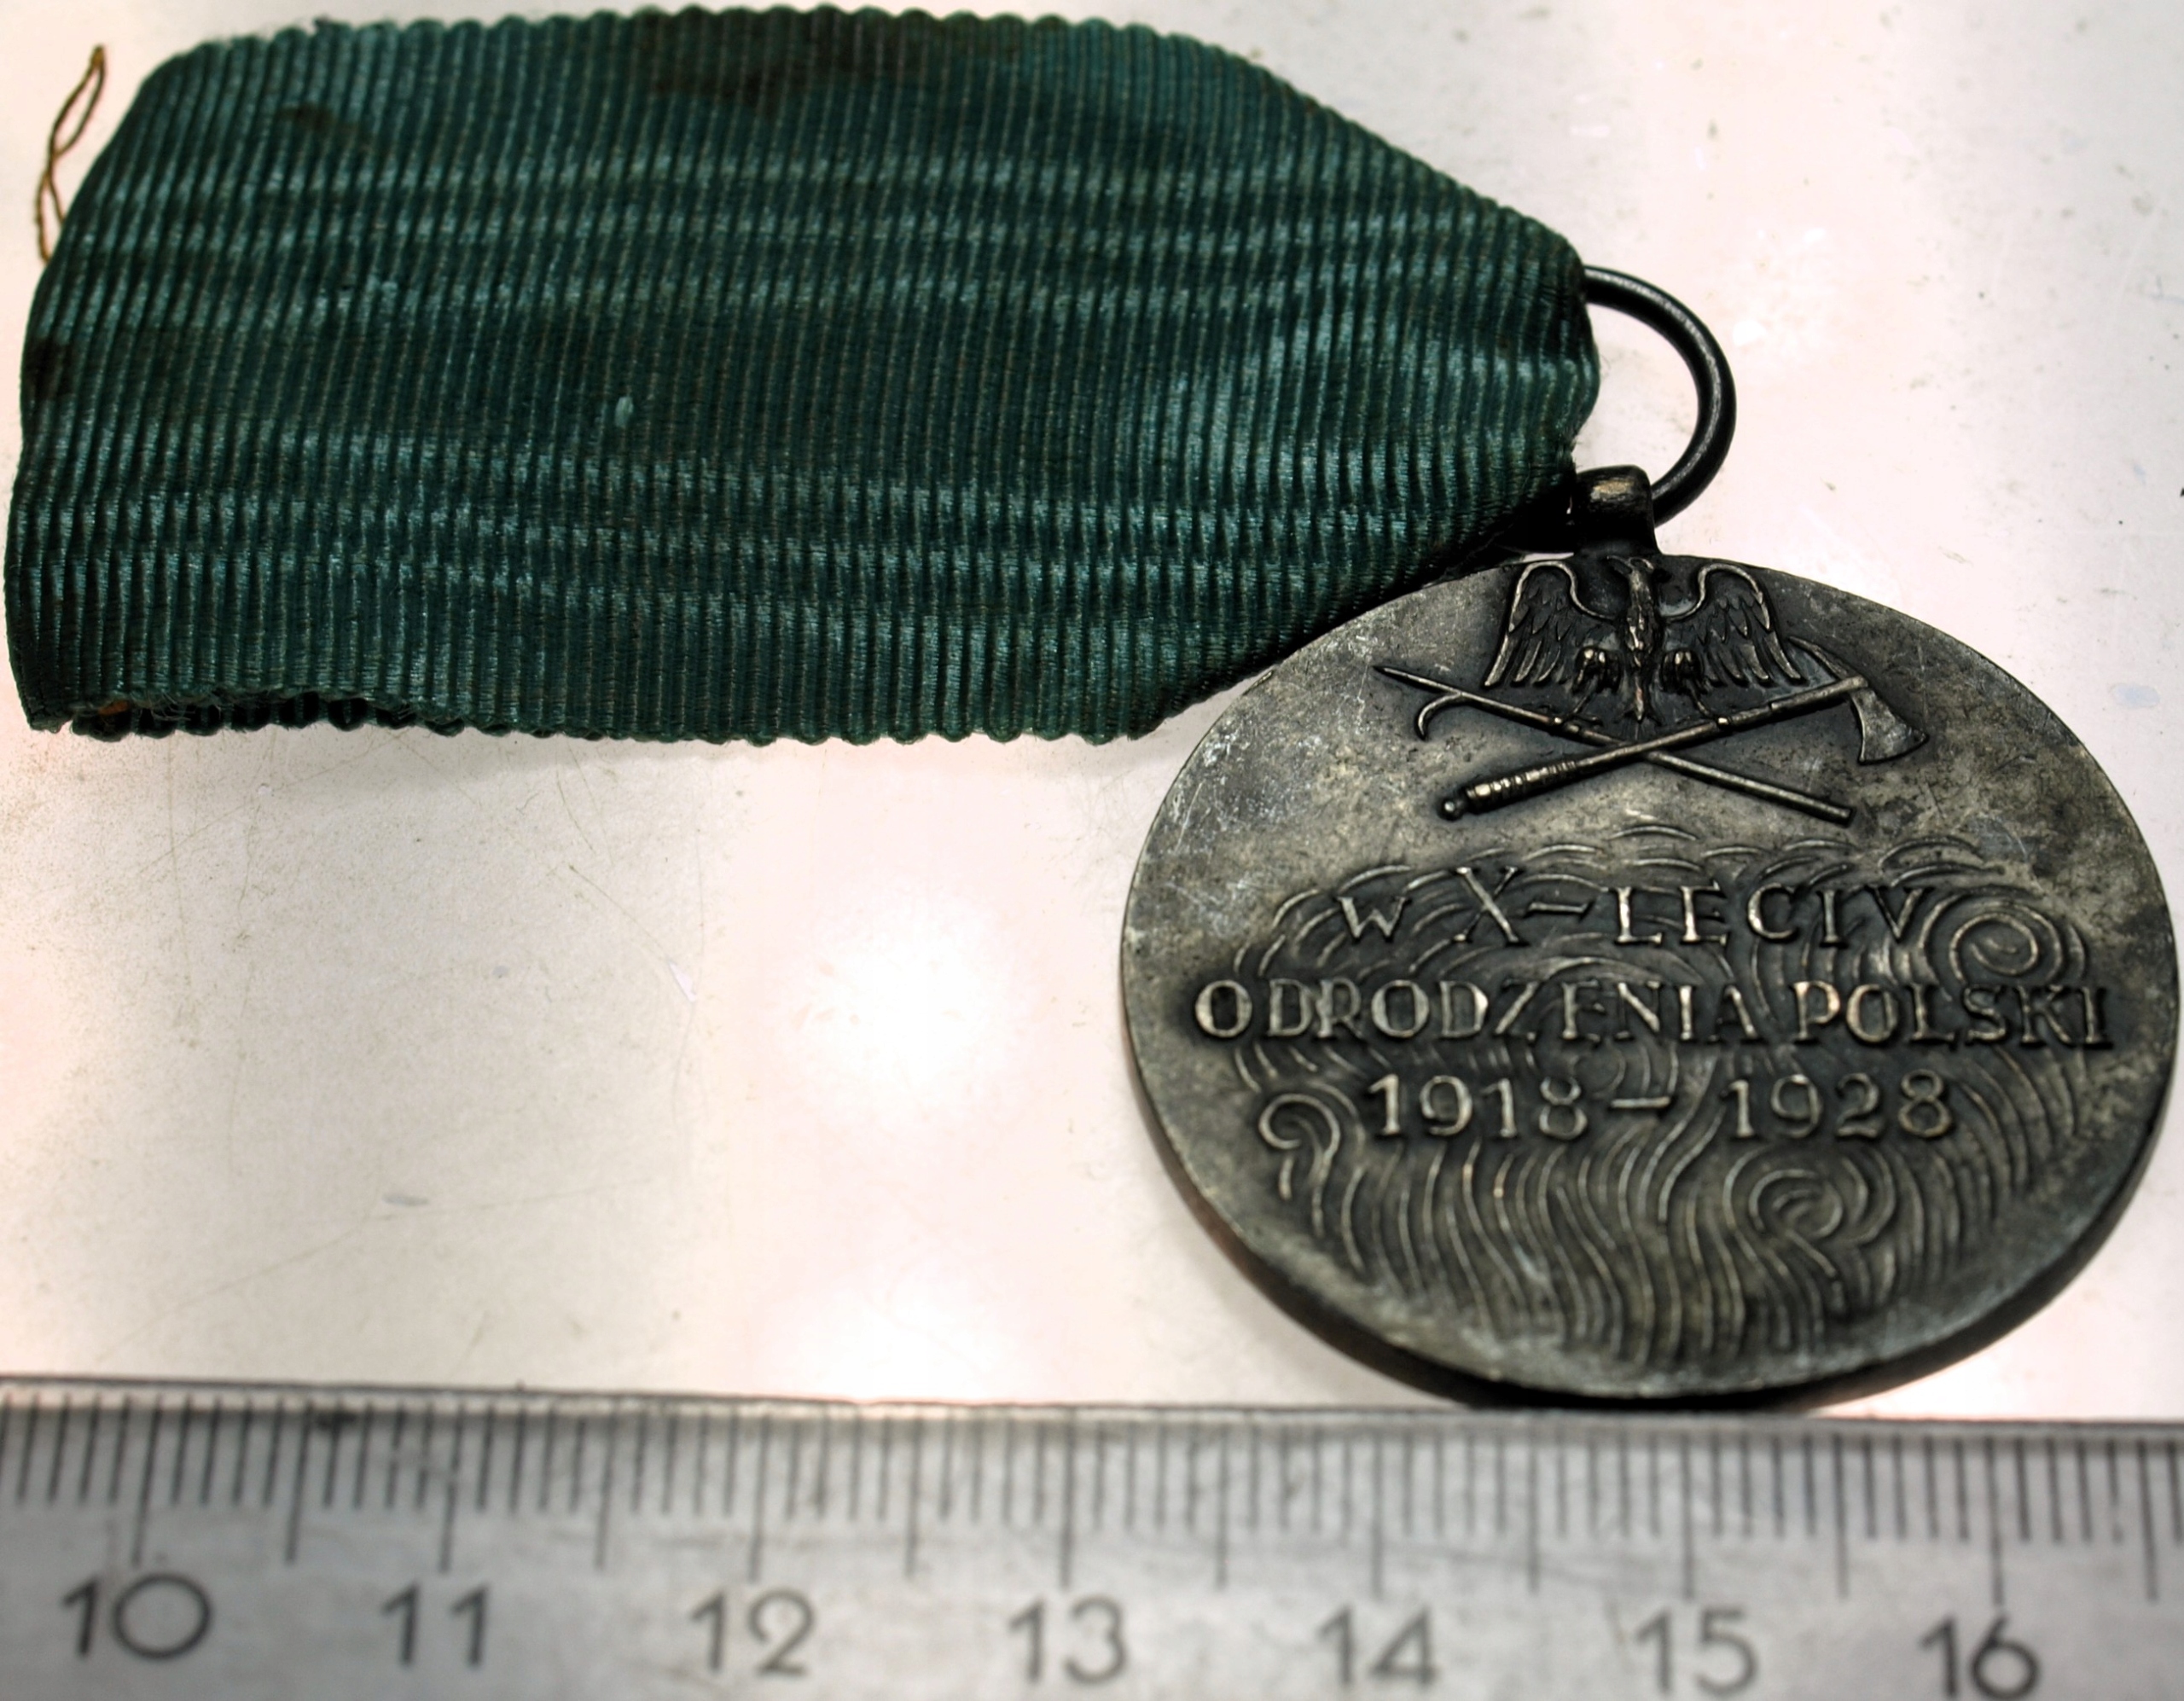 W X-LECIV
ODRODZENIA POLSKI
1918-1928
10 11 12 13 14 15 16